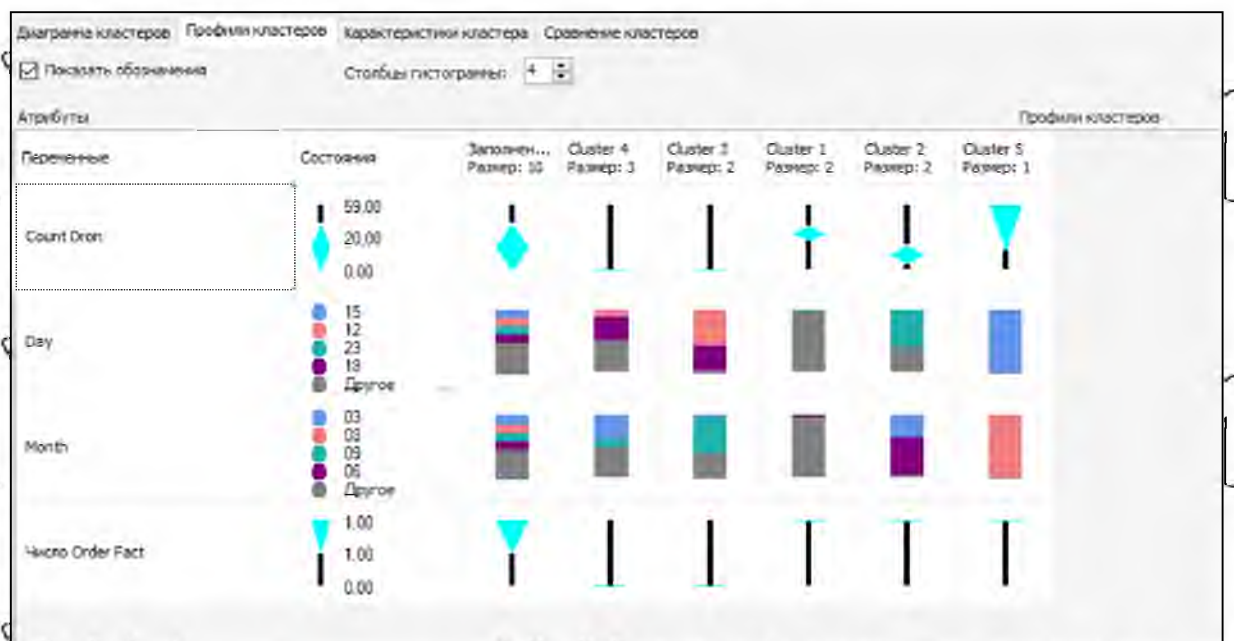 Диаграмма кластеров Профили кластеров Характеристики кластера Сравнение кластеров
Показать обозначения Столбцы гистограммы: 4
Атрибуты Профили кластеров
Переменные Состояния Заполнен... Размер: 10 Cluster 4 Размер: 3 Cluster 3 Размер: 2 Cluster 1 Размер: 2 Cluster 2 Размер: 2 Cluster 5 Размер: 1
59.00
Count Dron 20,00
0.00
15
12
Day 23
13
Другое
03
08
Month 09
06
Другое
1.00
Число Order Fact 1.00
0.00